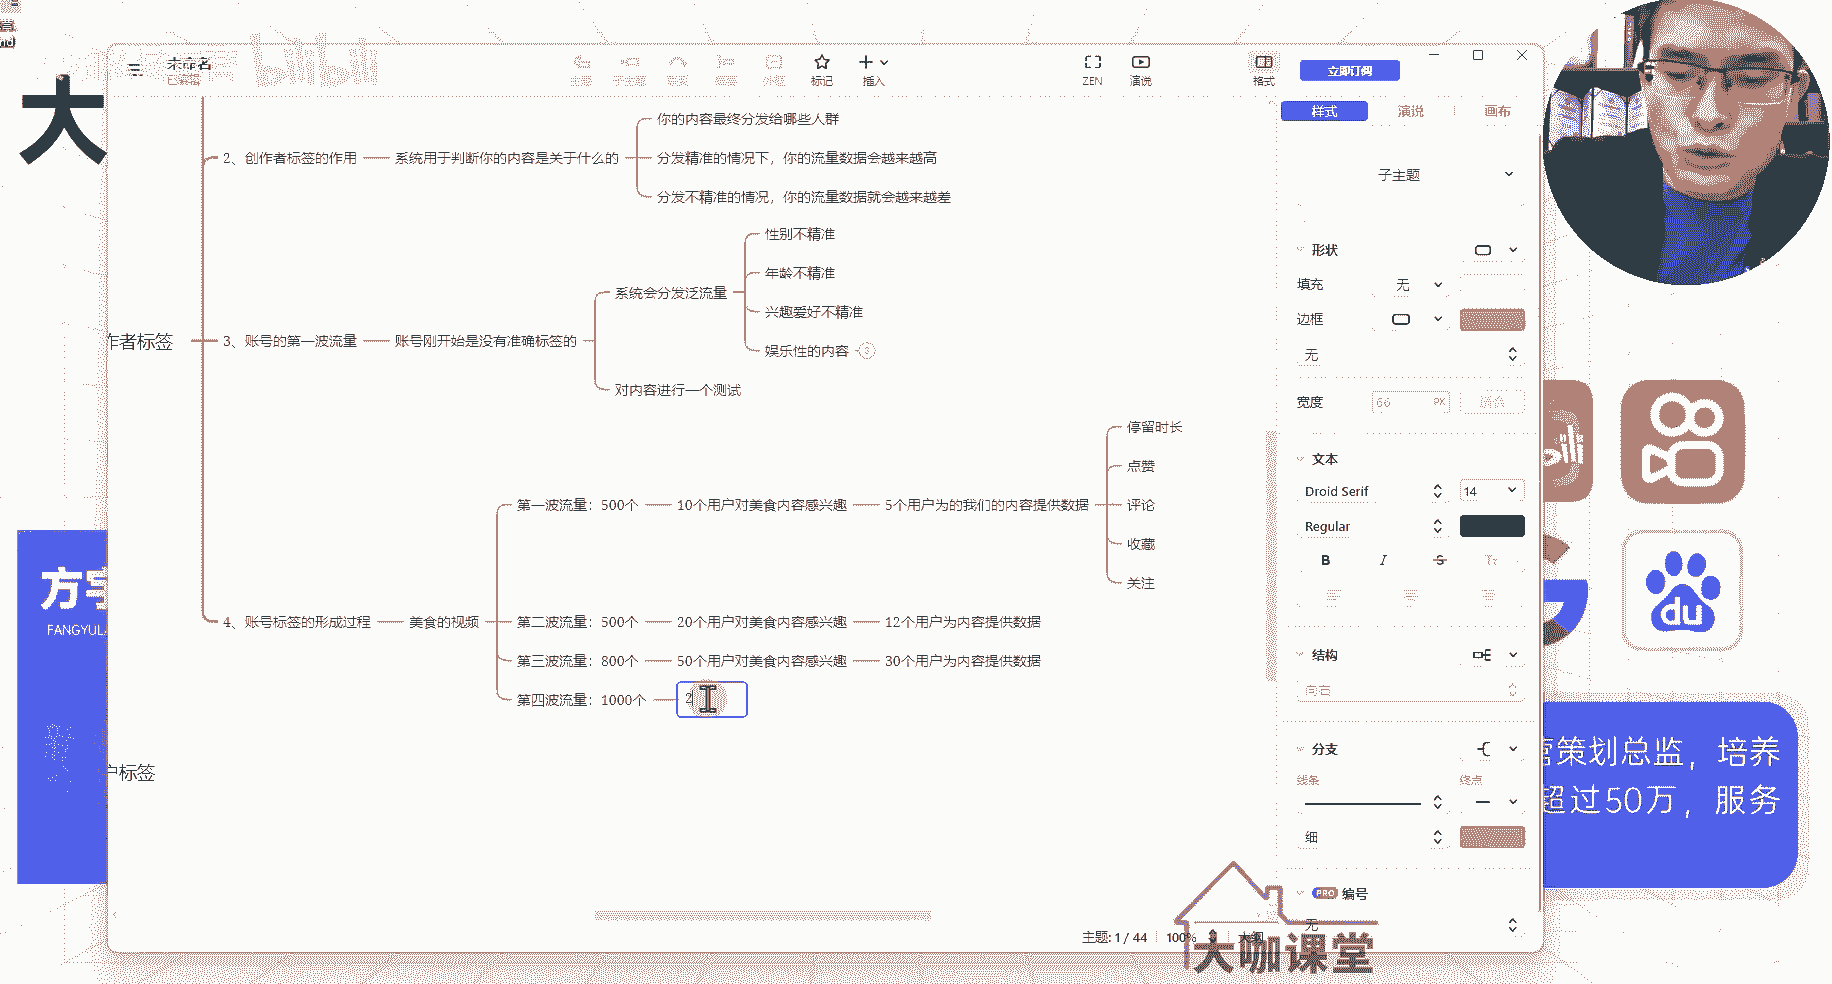 大
未命名
已编辑
bilibili
标记
插入
ZEN
演说
格式
立即订阅
2、创作者标签的作用
系统用于判断你的内容是关于什么的
你的内容最终分发给哪些人群
分发精准的情况下，你的流量数据会越来越高
分发不精准的情况，你的流量数据就会越来越差
作者标签
3、账号的第一波流量
账号刚开始是没有准确标签的
系统会分发泛流量
性别不精准
年龄不精准
兴趣爱好不精准
娱乐性的内容
3
对内容进行一个测试
4、账号标签的形成过程
美食的视频
第一波流量：500个
10个用户对美食内容感兴趣
5个用户为的我们的内容提供数据
停留时长
点赞
评论
收藏
关注
第二波流量：500个
20个用户对美食内容感兴趣
12个用户为内容提供数据
第三波流量：800个
50个用户对美食内容感兴趣
30个用户为内容提供数据
第四波流量：1000个
2
户标签
样式
演说
画布
子主题
形状
填充
无
边框
无
宽度
66
PX
文本
Droid Serif
14
Regular
B
I
S
Tr
结构
向右
分支
线条
终点
细
PRO
编号
无
主题: 1 / 44
100%
大纲
方宇
FANGYUL
du
营策划总监，培养
超过50万，服务
大咖课堂